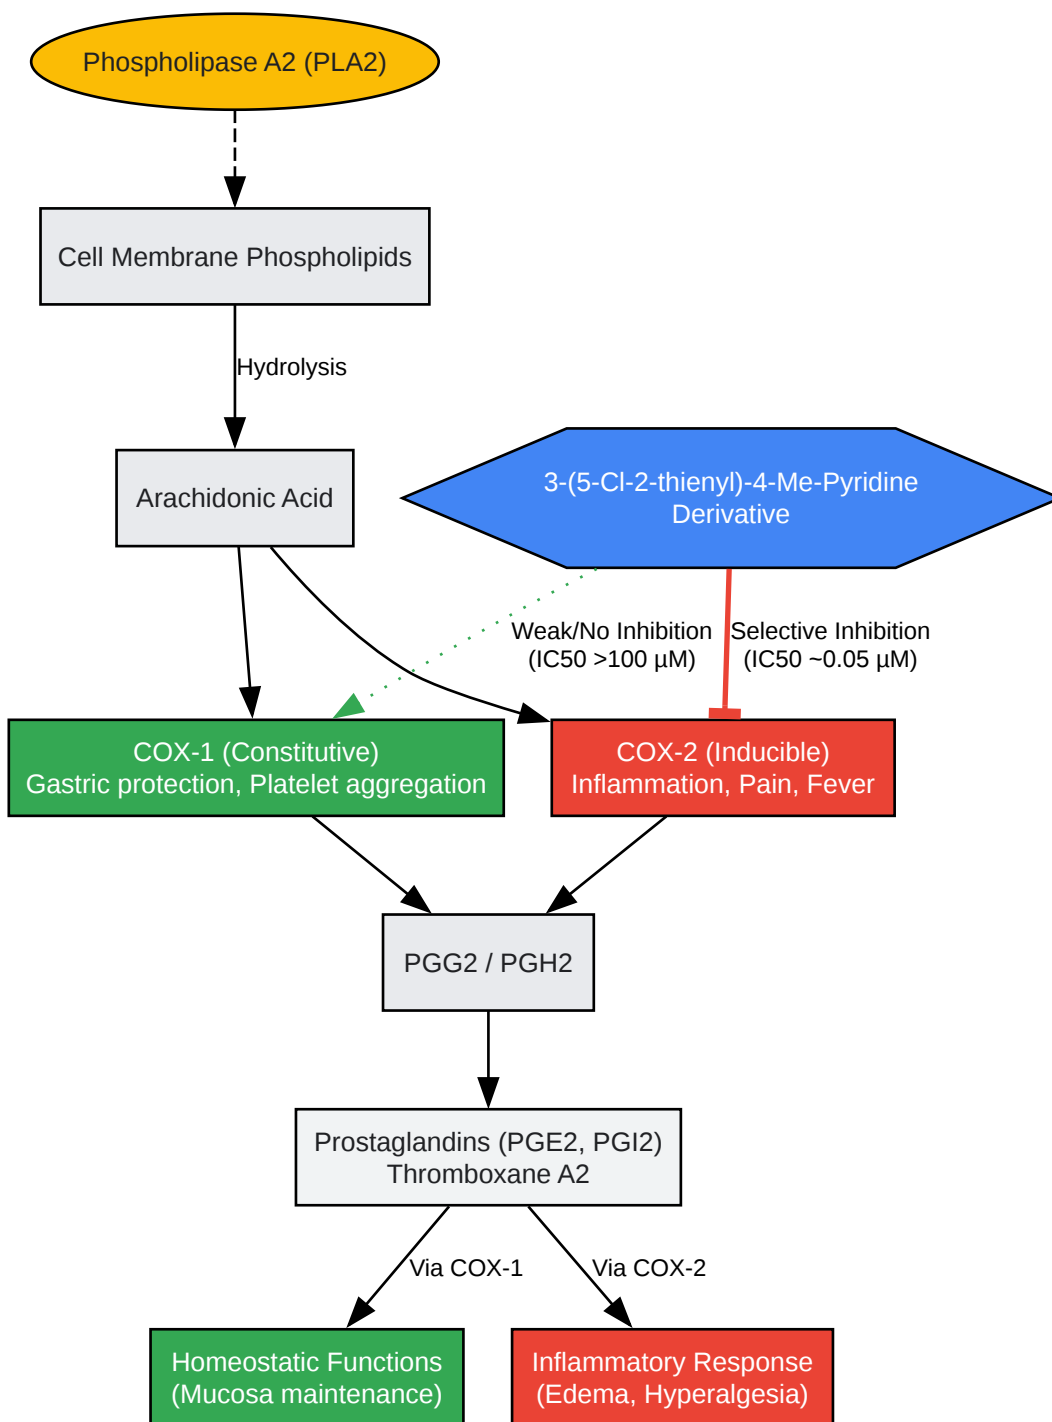 Phospholipase A2 (PLA2)
Cell Membrane Phospholipids
Hydrolysis
Arachidonic Acid
3-(5-Cl-2-thienyl)-4-Me-Pyridine
Derivative
Weak/No Inhibition
(IC50 >100 µM)
Selective Inhibition
(IC50 ~0.05 µM)
COX-1 (Constitutive)
Gastric protection, Platelet aggregation
COX-2 (Inducible)
Inflammation, Pain, Fever
PGG2 / PGH2
Prostaglandins (PGE2, PGI2)
Thromboxane A2
Via COX-1
Via COX-2
Homeostatic Functions
(Mucosa maintenance)
Inflammatory Response
(Edema, Hyperalgesia)